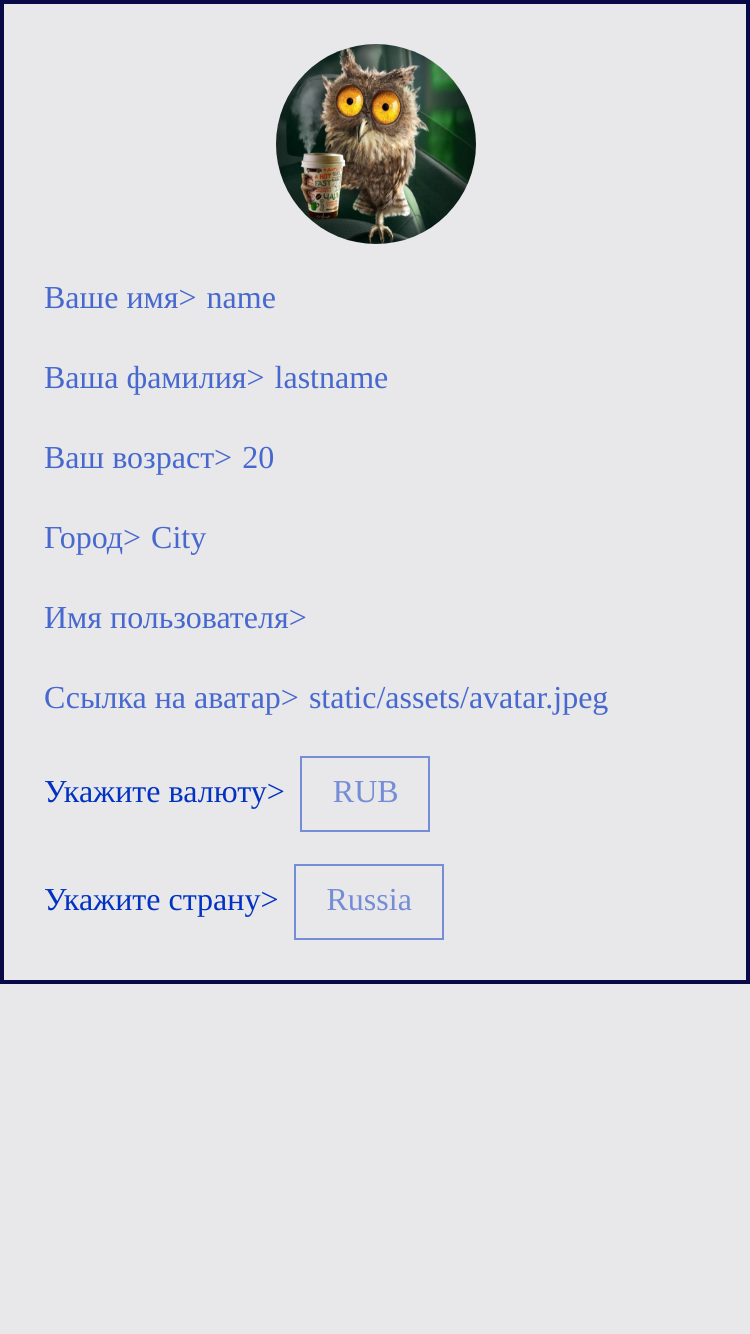 FAST
Ваше имя> name
Ваша фамилия> lastname
Ваш возраст> 20
Город> City
Имя пользователя>
Ссылка на аватар> static/assets/avatar.jpeg
Укажите валюту> RUB
Укажите страну> Russia